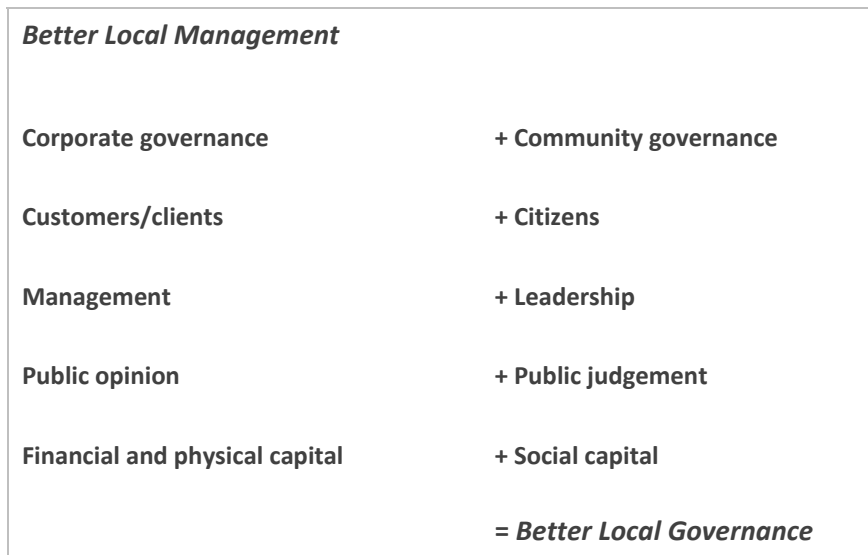 Better Local Management
Corporate governance + Community governance
Customers/clients + Citizens
Management + Leadership
Public opinion + Public judgement
Financial and physical capital + Social capital
= Better Local Governance